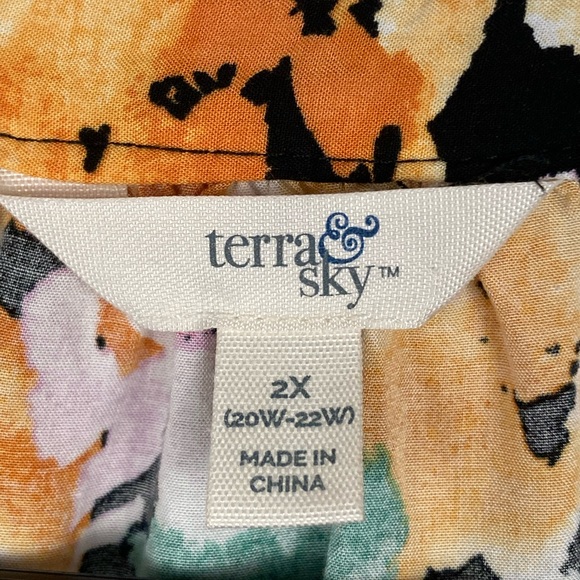 terra &
sky™
2X
(20W-22W)
MADE IN
CHINA